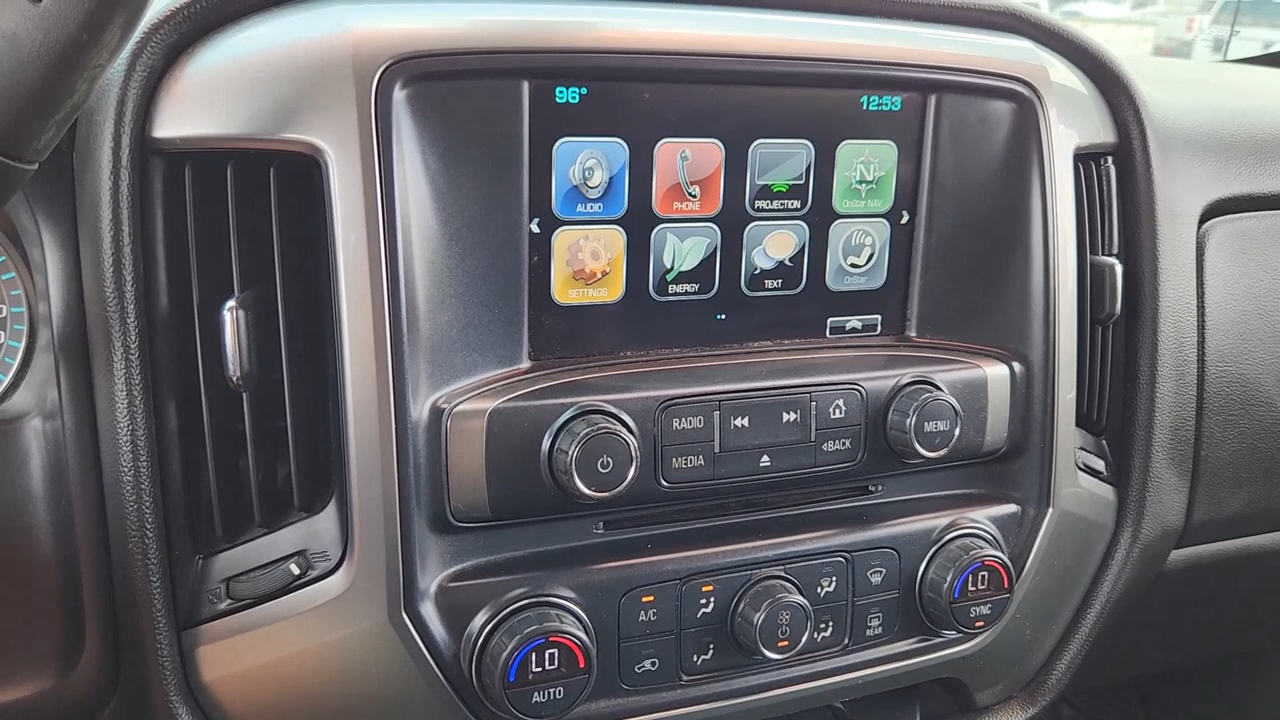 96°
12:53
AUDIO
PHONE
PROJECTION
N
OnStar NAV
SETTINGS
ENERGY
TEXT
OnStar
RADIO
MEDIA
BACK
MENU
LO
AUTO
A/C
REAR
LO
SYNC